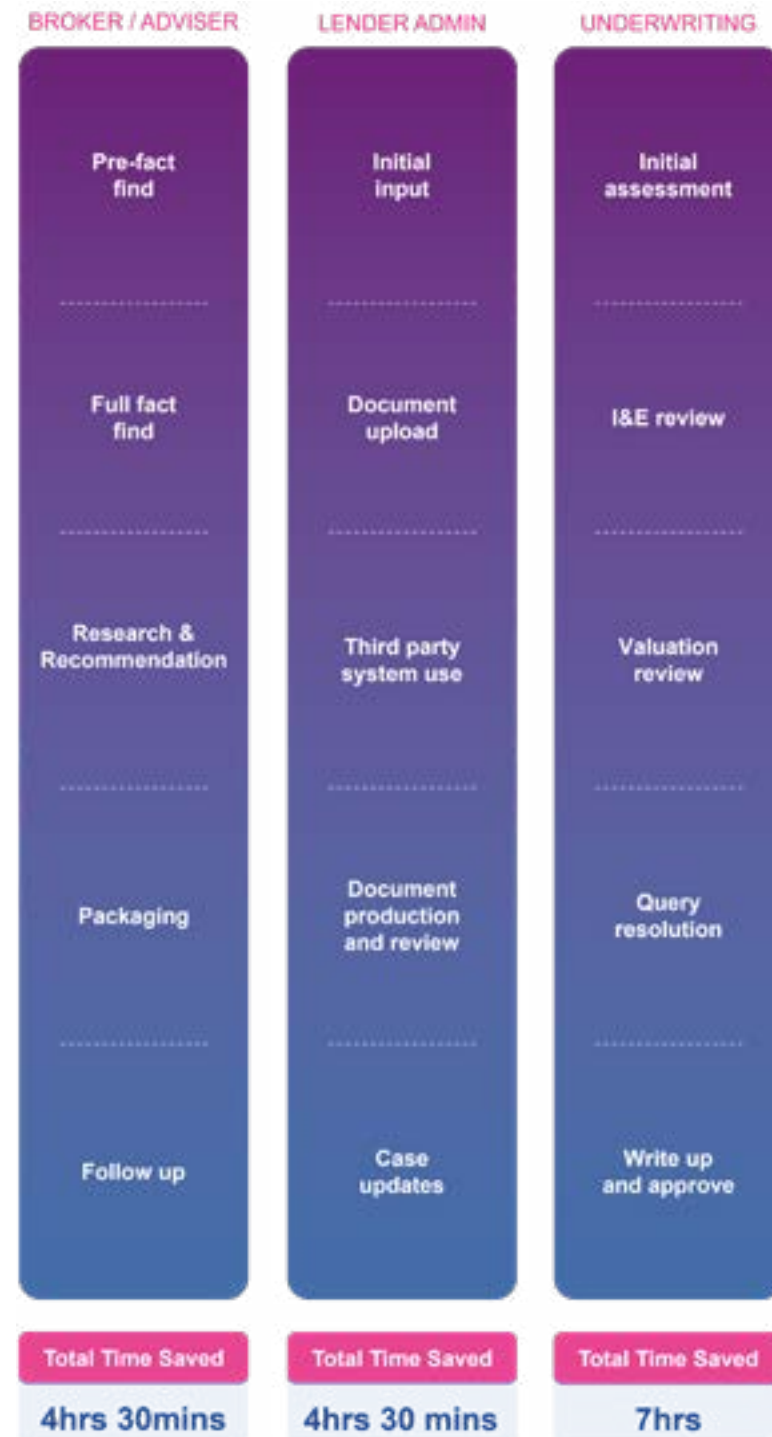 BROKER / ADVISER
Pre-fact
find
Full fact
find
Research &
Recommendation
Packaging
Follow up
Total Time Saved
4hrs 30mins
LENDER ADMIN
Initial
input
Document
upload
Third party
system use
Document
production
and review
Case
updates
Total Time Saved
4hrs 30 mins
UNDERWRITING
Initial
assessment
I&E review
Valuation
review
Query
resolution
Write up
and approve
Total Time Saved
7hrs